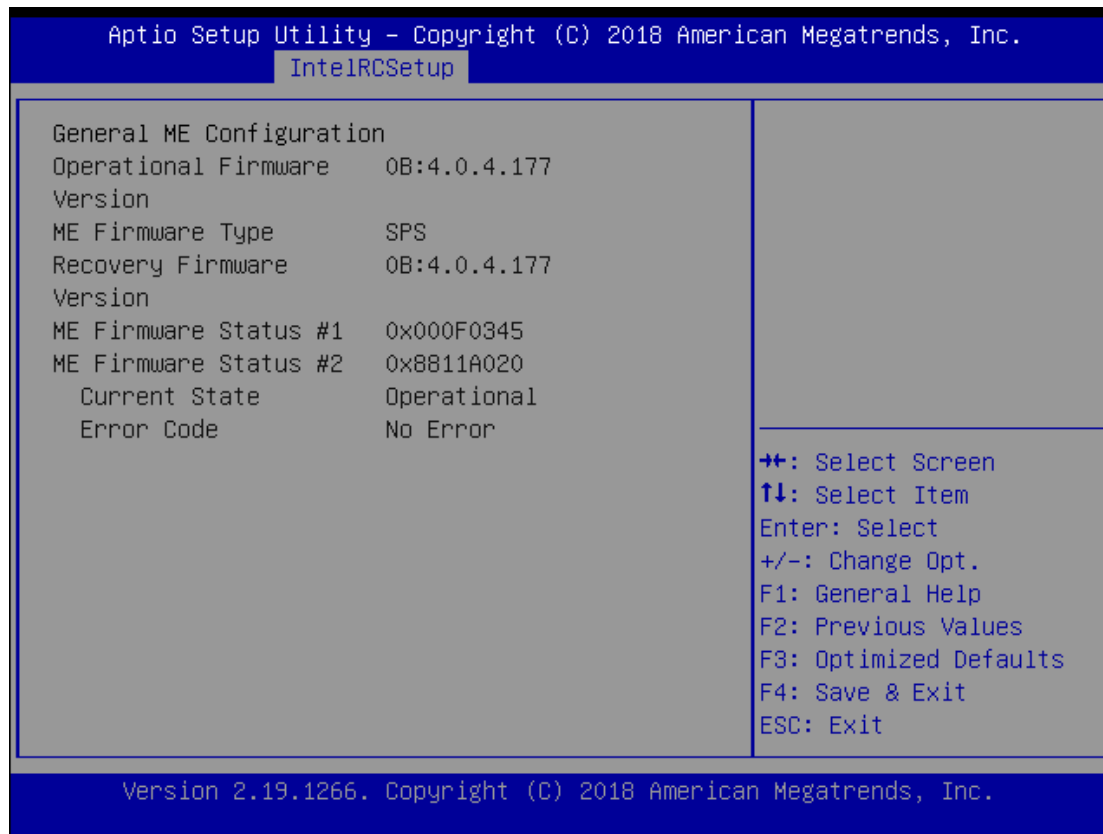 Aptio Setup Utility – Copyright (C) 2018 American Megatrends, Inc.
IntelRCSetup
General ME Configuration
Operational Firmware 0B:4.0.4.177
Version
ME Firmware Type SPS
Recovery Firmware 0B:4.0.4.177
Version
ME Firmware Status #1 0x000F0345
ME Firmware Status #2 0x8811A020
Current State Operational
Error Code No Error
→←: Select Screen
↑↓: Select Item
Enter: Select
+/-: Change Opt.
F1: General Help
F2: Previous Values
F3: Optimized Defaults
F4: Save & Exit
ESC: Exit
Version 2.19.1266. Copyright (C) 2018 American Megatrends, Inc.